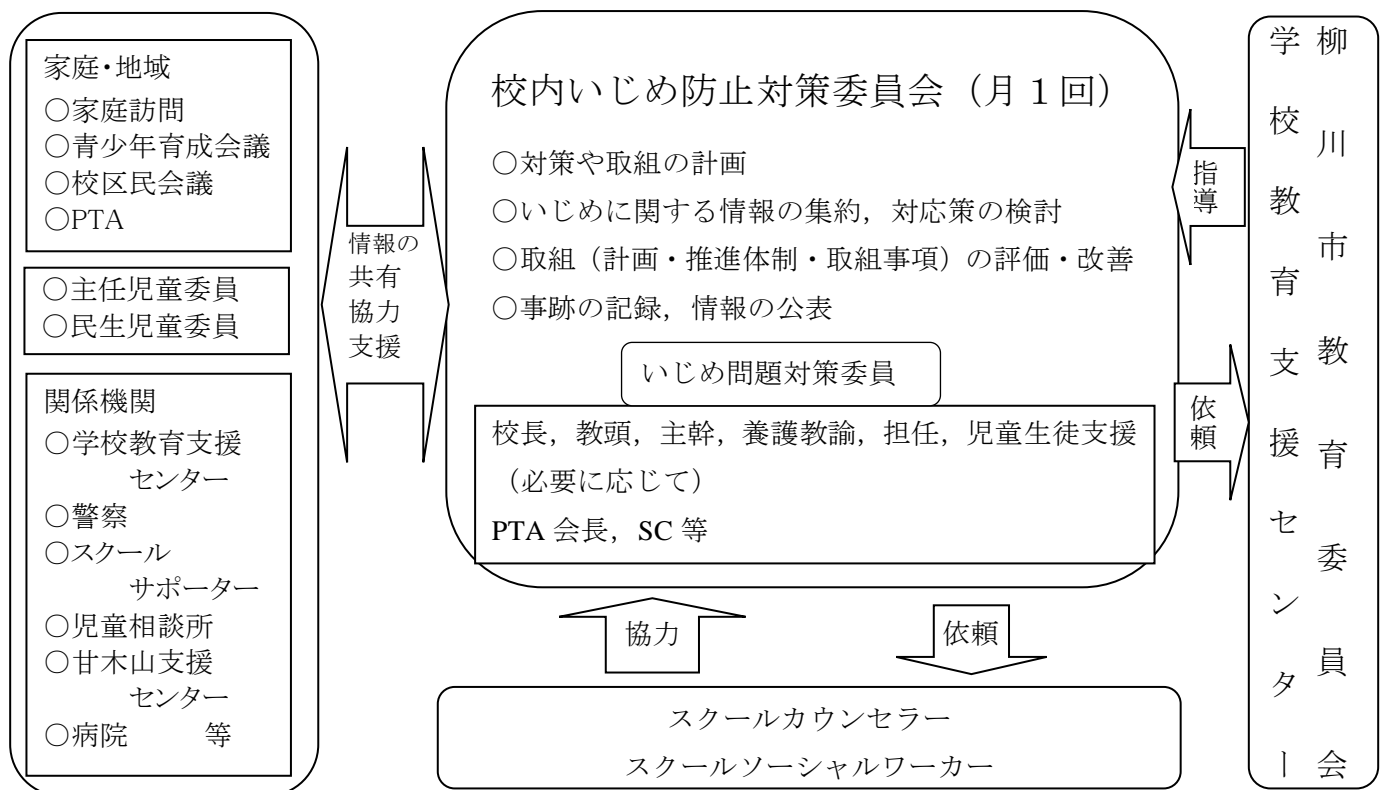 家庭・地域
○家庭訪問
○青少年育成会議
○校区民会議
○PTA
○主任児童委員
○民生児童委員
関係機関
○学校教育支援
センター
○警察
○スクール
サポーター
○児童相談所
○甘木山支援
センター
○病院　　等
情報の
共有
協力
支援
校内いじめ防止対策委員会（月１回）
○対策や取組の計画
○いじめに関する情報の集約，対応策の検討
○取組（計画・推進体制・取組事項）の評価・改善
○事跡の記録，情報の公表
いじめ問題対策委員
校長，教頭，主幹，養護教諭，担任，児童生徒支援
（必要に応じて）
PTA 会長，SC 等
協力
依頼
スクールカウンセラー
スクールソーシャルワーカー
指導
依頼
柳川市教育委員会
学校教育支援センター